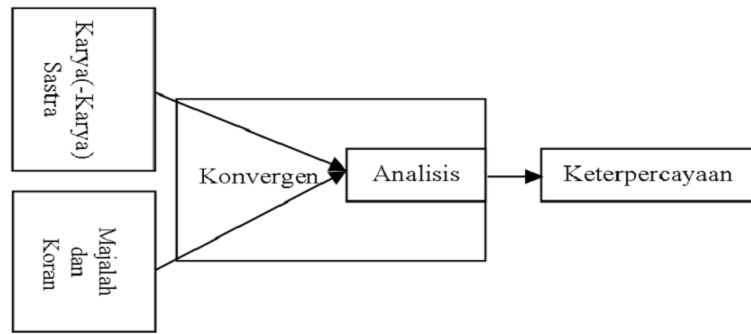 Karya(-Karya)
Sastra
Konvergen
Analisis
Keterpercayaan
Majalah
dan
Koran